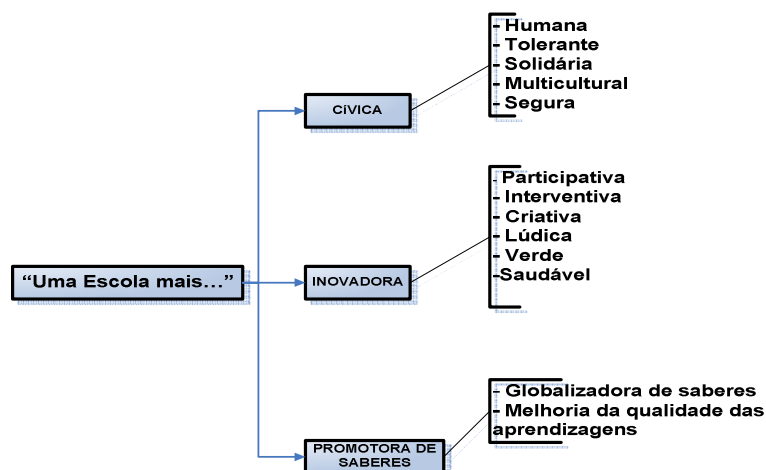 “Uma Escola mais…”
CíVICA
- Humana
- Tolerante
- Solidária
- Multicultural
- Segura
INOVADORA
- Participativa
- Interventiva
- Criativa
- Lúdica
- Verde
-Saudável
PROMOTORA DE
SABERES
- Globalizadora de saberes
- Melhoria da qualidade das
aprendizagens